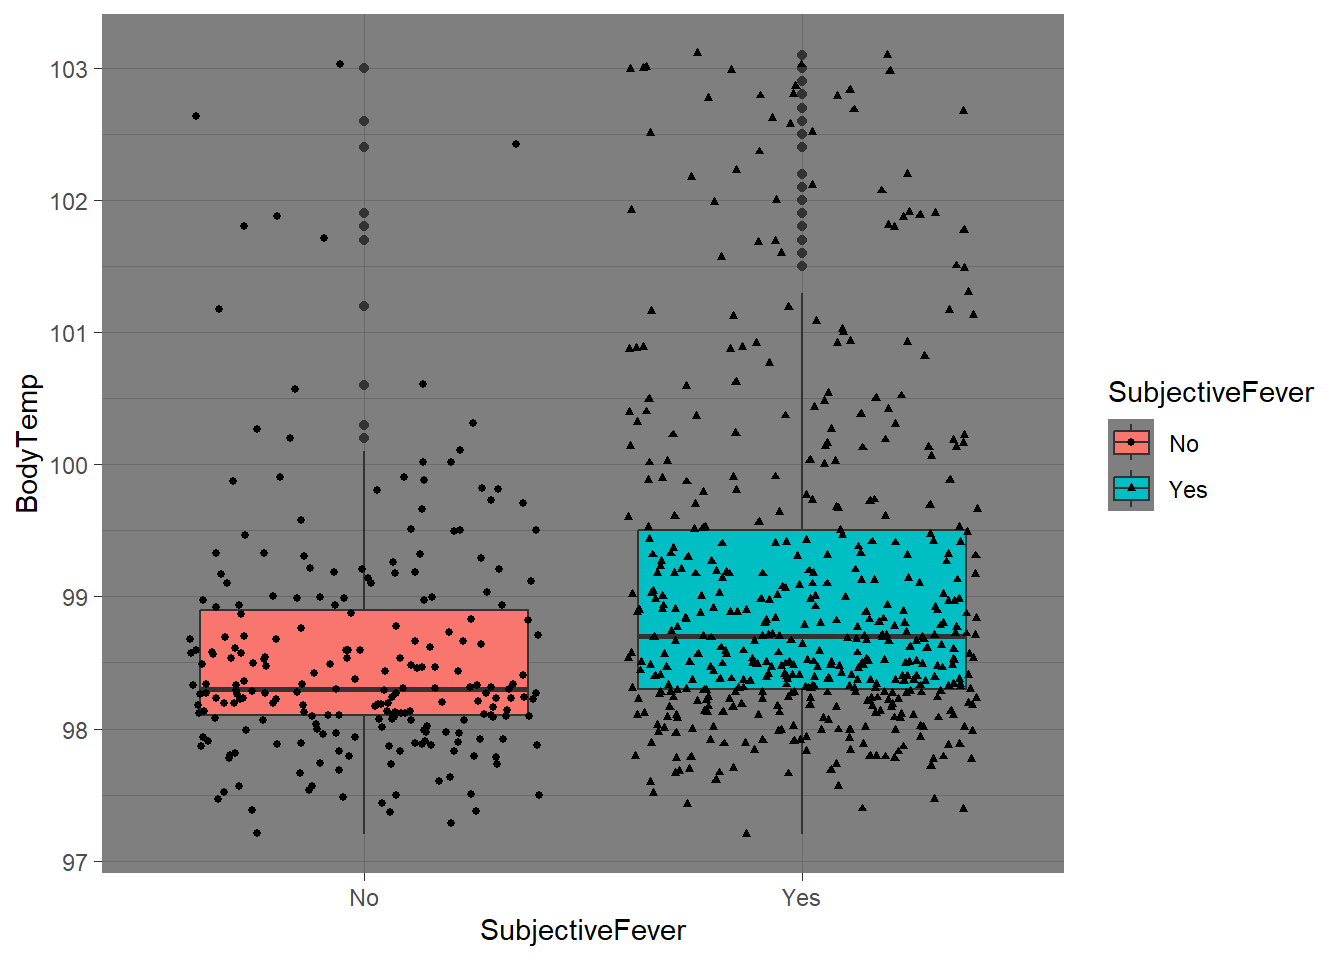 103
102
101
100
99
98
97
BodyTemp
No
Yes
SubjectiveFever
SubjectiveFever
No
Yes